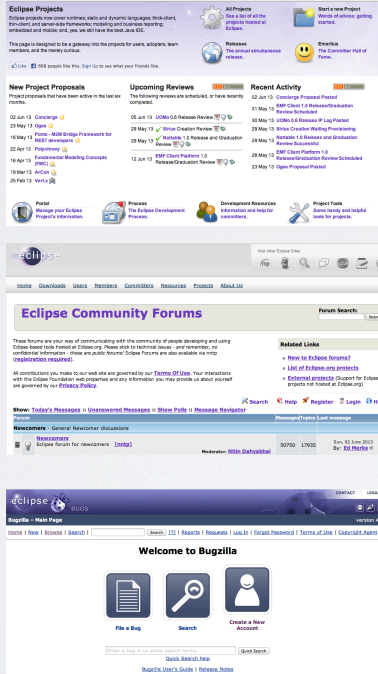 Eclipse Projects
Eclipse projects now cover runtimes; static and dynamic languages; thick-client,
thin-client, and server-side frameworks; modeling and business reporting;
embedded and mobile; and, yes, we still have the best Java IDE.
This page is designed to be a gateway into the projects for users, adopters, team
members, and the merely curious.
Like 608 people like this. Sign Up to see what your friends like.
All Projects
See a list of all the
projects hosted at
Eclipse.
Start a new Project
Words of advice; getting
started.
Releases
The annual simultaneous
release.
Emeritus
The Committer Hall of
Fame.
New Project Proposals
Project proposals that have been active in the last six
months.
02 Jun 13 Concierge
23 May 13 Ogee
16 May 13 Ponte - M2M Bridge Framework for
REST developers
22 Apr 13 Polychrony
16 Apr 13 Fundamental Modeling Concepts
(FMC)
19 Mar 13 ArCon
25 Feb 13 Vert.x
Upcoming Reviews
The following reviews are scheduled, or have recently
completed.
05 Jun 13 UOMo 0.6 Release Review
29 May 13 Sirius Creation Review
29 May 13 Nattable 1.0 Release and Graduation
Review
12 Jun 13 EMF Client Platform 1.0
Release/Graduation Review
Recent Activity
02 Jun 13 Concierge Proposal Posted
31 May 13 EMF Client 1.0 Release/Graduation
Review Scheduled
30 May 13 UOMo 0.6 Release IP Log Posted
29 May 13 Sirius Creation Waiting Provisioning
29 May 13 Nattable 1.0 Release and Graduation
Review Successful
28 May 13 EMF Client Platform 1.0
Release/Graduation Review Scheduled
23 May 13 Ogee Proposal Posted
Portal
Manage your Eclipse
Project's information.
Process
The Eclipse Development
Process.
Development Resources
Information and help for
committers.
Project Tools
Some handy and helpful
tools for projects.
eclipse
Visit other Eclipse Sites
Home Downloads Users Members Committers Resources Projects About Us
Eclipse Community Forums
Forum Search:
These forums are your way of communicating with the community of people developing and using
Eclipse-based tools hosted at Eclipse.org. Please stick to technical issues - and remember, no
confidential information - these are public forums! Eclipse Forums are also available via nntp
(registration required).
All contributions you make to our web site are governed by our Terms Of Use. Your interactions
with the Eclipse Foundation web properties and any information you may provide us about yourself
are governed by our Privacy Policy.
Related Links
New to Eclipse forums?
List of Eclipse.org projects
External projects (Support for Eclipse
projects not hosted at Eclipse.org)
Search Help Register Login H
Show: Today's Messages :: Unanswered Messages :: Show Polls :: Message Navigator
Forum Messages Topics Last message
Newcomers - General Newcomer discussions
Newcomers
Eclipse forum for newcomers [nntp]
Moderator: Nitin Dahyabhai
50750 17935
Sun, 02 June 2013
By: Ed Merks
CONTACT LEGA
eclipse
BUGS
Bugzilla – Main Page
version
Home | New | Browse | Search | Search [?] | Reports | Requests | Log In | Forgot Password | Terms of Use | Copyright Agent
Welcome to Bugzilla
File a Bug
Search
Create a New
Account
Enter a bug # or some search terms
Quick Search
Quick Search help
Bugzilla User's Guide | Release Notes